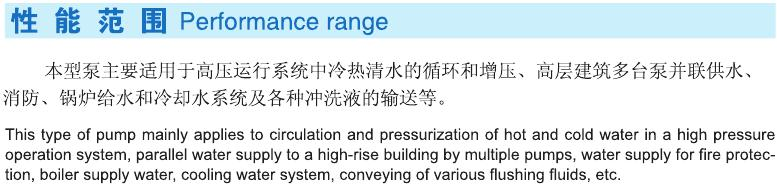 性能范围 Performance range
本型泵主要适用于高压运行系统中冷热清水的循环和增压、高层建筑多台泵并联供水、
消防、锅炉给水和冷却水系统及各种冲洗液的输送等。
This type of pump mainly applies to circulation and pressurization of hot and cold water in a high pressure
operation system, parallel water supply to a high-rise building by multiple pumps, water supply for fire protec-
tion, boiler supply water, cooling water system, conveying of various flushing fluids, etc.